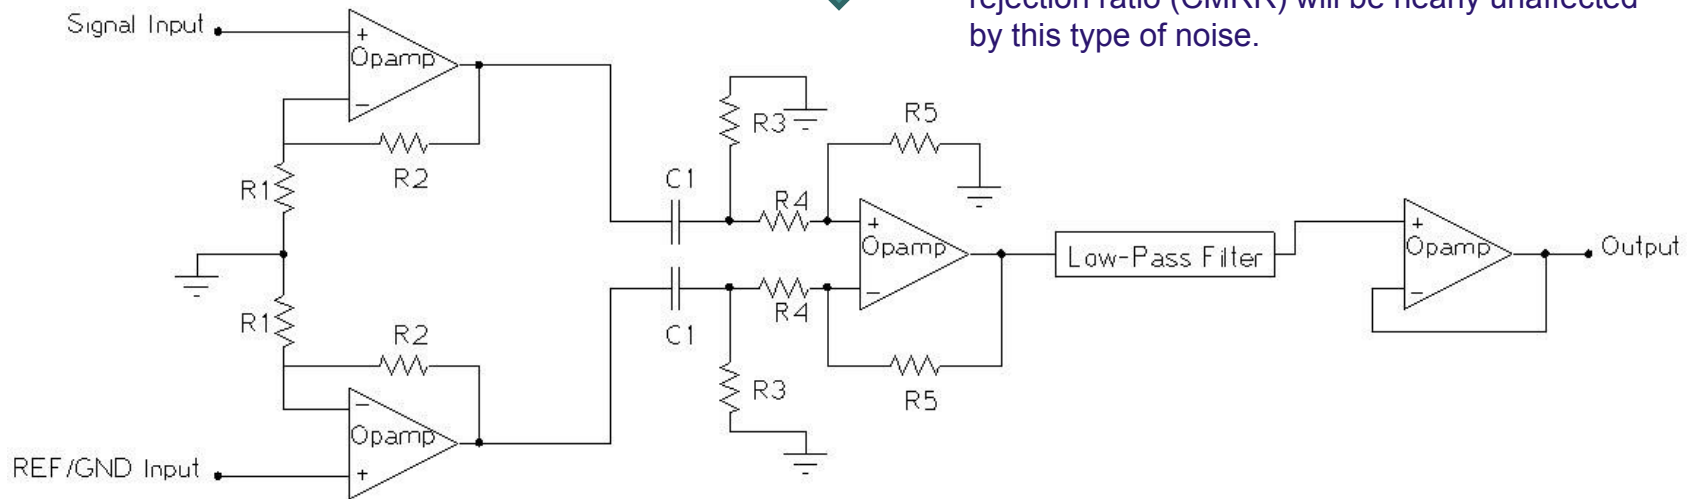 rejection ratio (CMRR) will be nearly unaffected
by this type of noise.
Signal Input
+
Opamp
−
R2
R1
R1
R2
−
Opamp
+
REF/GND Input
C1
C1
R3
R3
R4
R4
R5
R5
+
Opamp
−
Low-Pass Filter
+
Opamp
−
Output